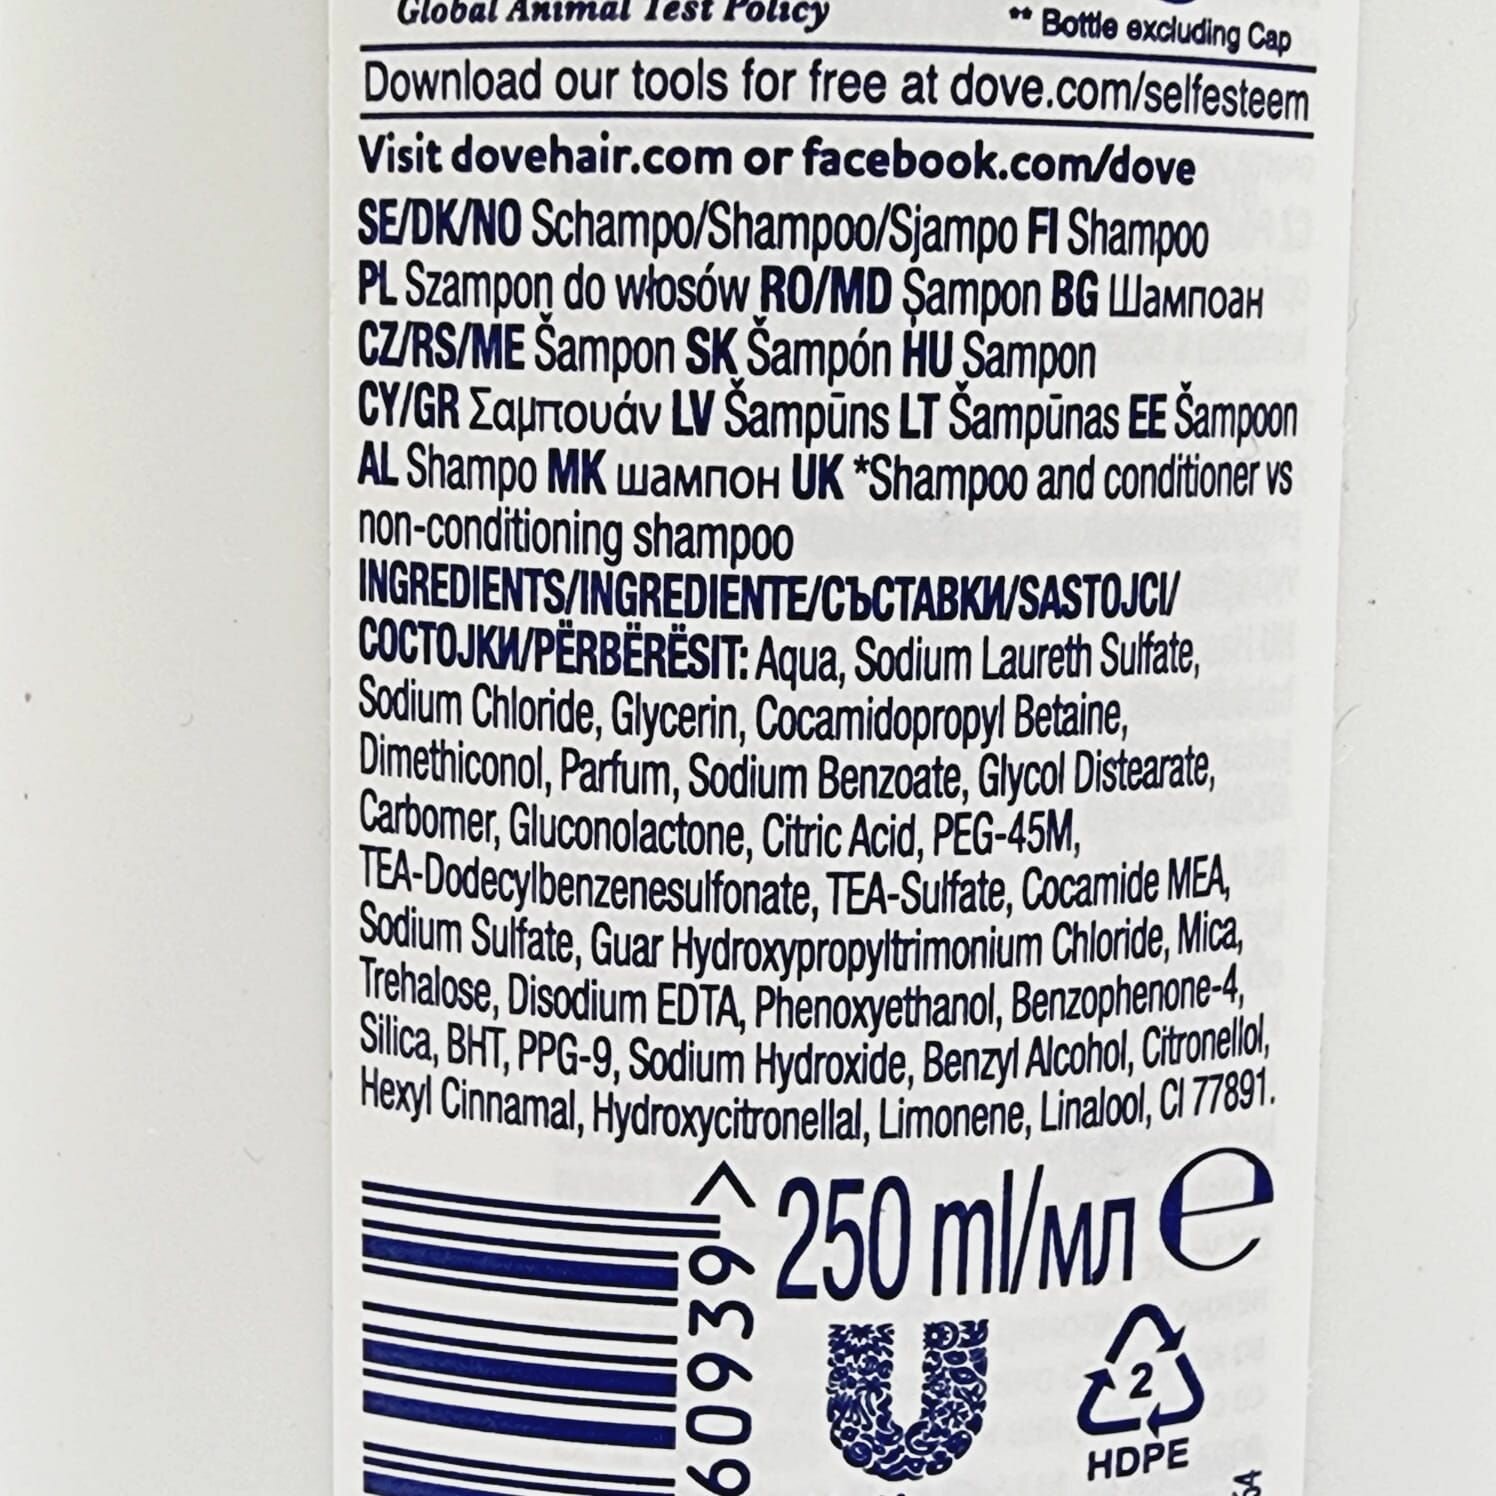 Global Animal Test Policy
** Bottle excluding Cap
Download our tools for free at dove.com/selfesteem
Visit dovehair.com or facebook.com/dove
SE/DK/NO Schampo/Shampoo/Sjampo FI Shampoo
PL Szampon do włosów RO/MD Șampon BG Шампоан
CZ/RS/ME Šampon SK Šampón HU Sampon
CY/GR Σαμπουάν LV Šampūns LT Šampūnas EE Šampoon
AL Shampo MK шампон UK *Shampoo and conditioner vs
non-conditioning shampoo
INGREDIENTS/INGREDIENTE/СЪСТАВКИ/SASTOJCI/
СОСТОЈКИ/PËRBËRËSIT: Aqua, Sodium Laureth Sulfate,
Sodium Chloride, Glycerin, Cocamidopropyl Betaine,
Dimethiconol, Parfum, Sodium Benzoate, Glycol Distearate,
Carbomer, Gluconolactone, Citric Acid, PEG-45M,
TEA-Dodecylbenzenesulfonate, TEA-Sulfate, Cocamide MEA,
Sodium Sulfate, Guar Hydroxypropyltrimonium Chloride, Mica,
Trehalose, Disodium EDTA, Phenoxyethanol, Benzophenone-4,
Silica, BHT, PPG-9, Sodium Hydroxide, Benzyl Alcohol, Citronellol,
Hexyl Cinnamal, Hydroxycitronellal, Limonene, Linalool, CI 77891.
250 ml/мл e
60939 >
2
HDPE